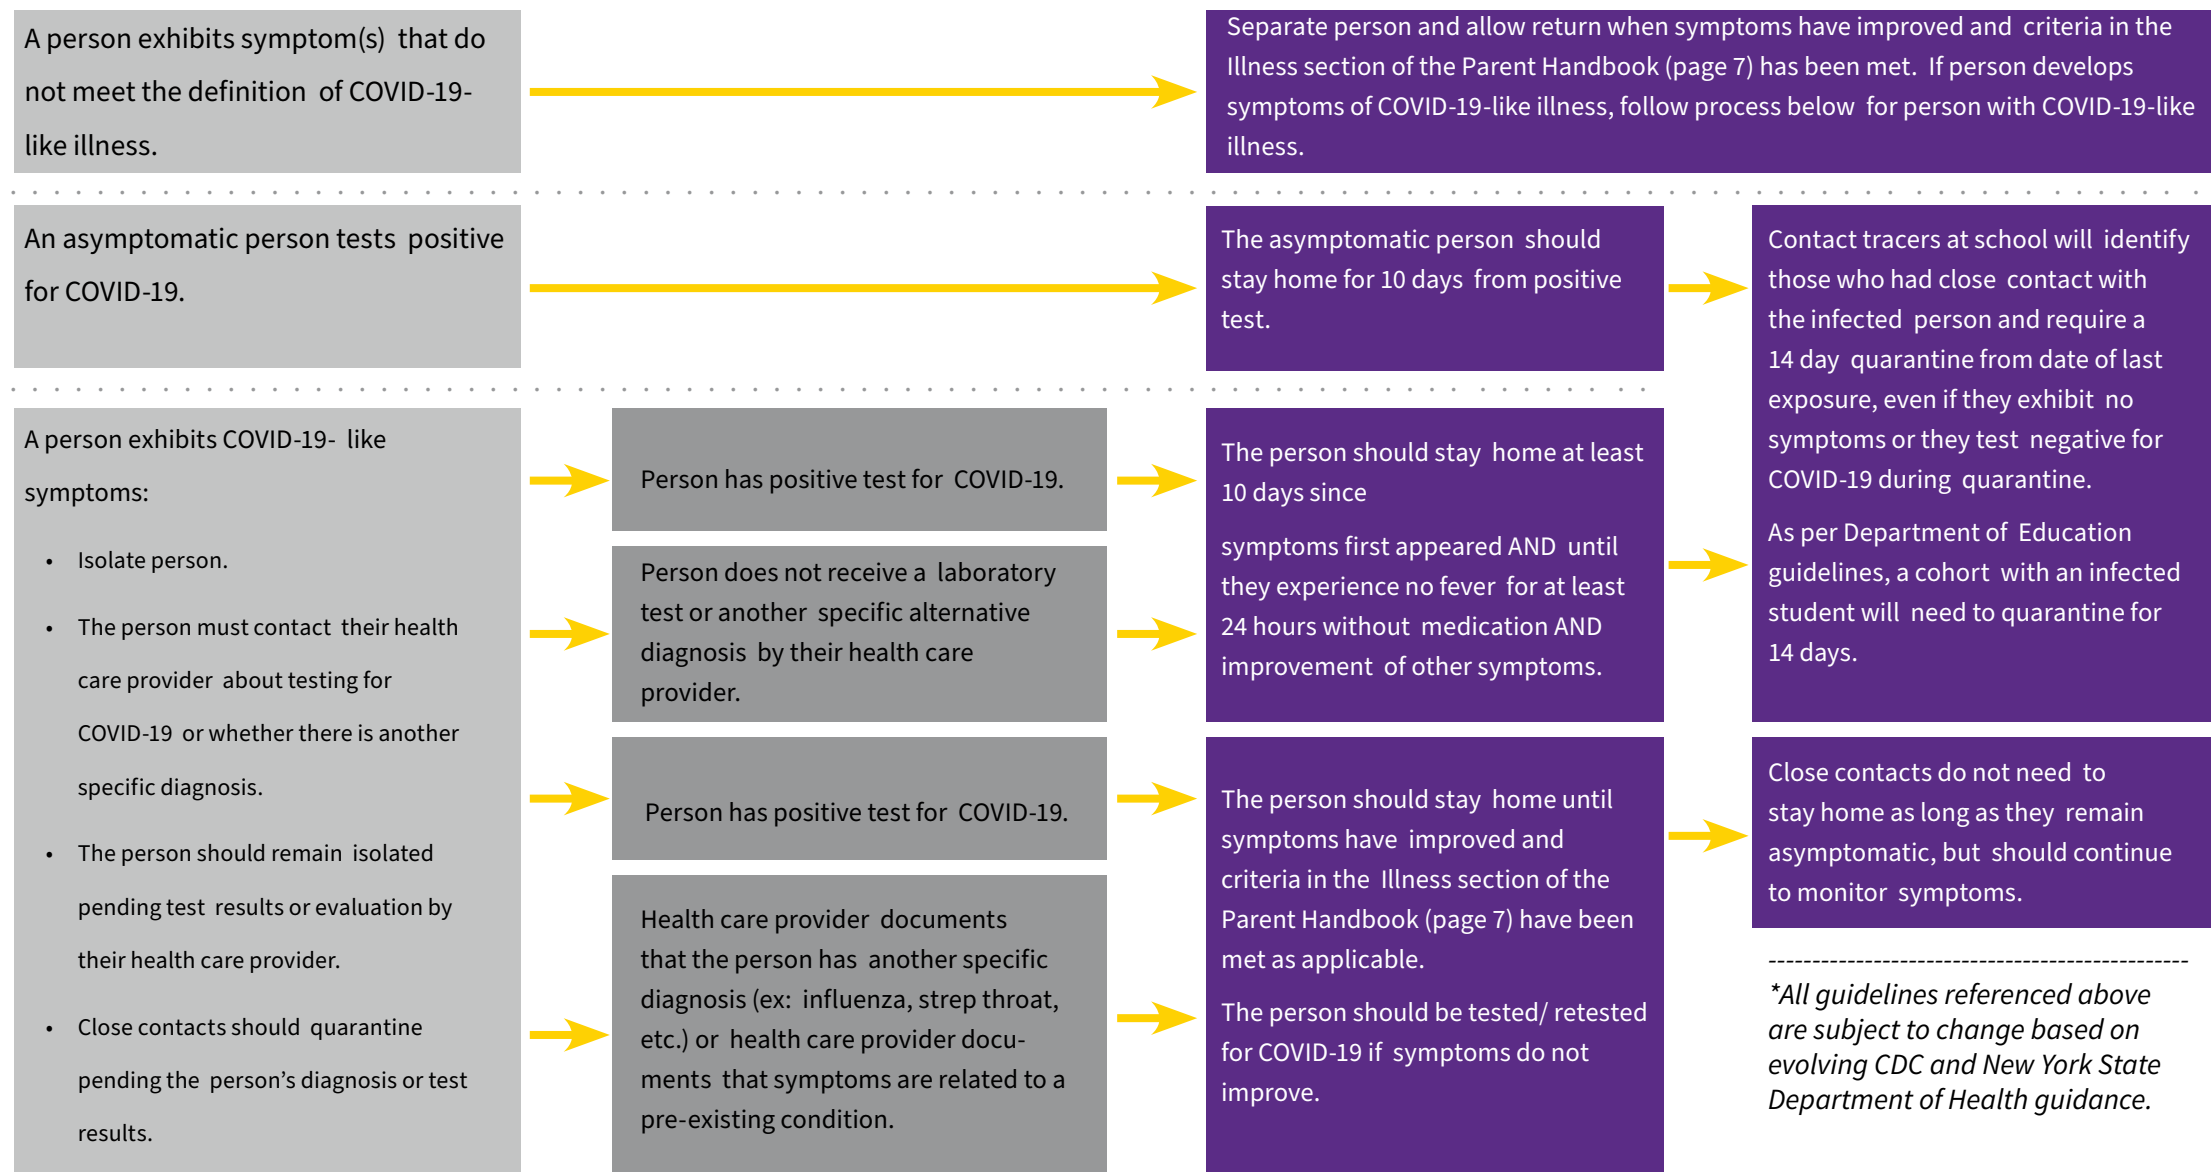 A person exhibits symptom(s) that do
not meet the definition of COVID-19-
like illness.
Separate person and allow return when symptoms have improved and criteria in the
Illness section of the Parent Handbook (page 7) has been met. If person develops
symptoms of COVID-19-like illness, follow process below for person with COVID-19-like
illness.
An asymptomatic person tests positive
for COVID-19.
The asymptomatic person should
stay home for 10 days from positive
test.
Contact tracers at school will identify
those who had close contact with
the infected person and require a
14 day quarantine from date of last
exposure, even if they exhibit no
symptoms or they test negative for
COVID-19 during quarantine.
As per Department of Education
guidelines, a cohort with an infected
student will need to quarantine for
14 days.
A person exhibits COVID-19- like
symptoms:
• Isolate person.
• The person must contact their health
care provider about testing for
COVID-19 or whether there is another
specific diagnosis.
• The person should remain isolated
pending test results or evaluation by
their health care provider.
• Close contacts should quarantine
pending the person's diagnosis or test
results.
Person has positive test for COVID-19.
Person does not receive a laboratory
test or another specific alternative
diagnosis by their health care
provider.
The person should stay home at least
10 days since
symptoms first appeared AND until
they experience no fever for at least
24 hours without medication AND
improvement of other symptoms.
Person has positive test for COVID-19.
Health care provider documents
that the person has another specific
diagnosis (ex: influenza, strep throat,
etc.) or health care provider docu-
ments that symptoms are related to a
pre-existing condition.
The person should stay home until
symptoms have improved and
criteria in the Illness section of the
Parent Handbook (page 7) have been
met as applicable.
The person should be tested/ retested
for COVID-19 if symptoms do not
improve.
Close contacts do not need to
stay home as long as they remain
asymptomatic, but should continue
to monitor symptoms.
------------------------------------------------
*All guidelines referenced above
are subject to change based on
evolving CDC and New York State
Department of Health guidance.